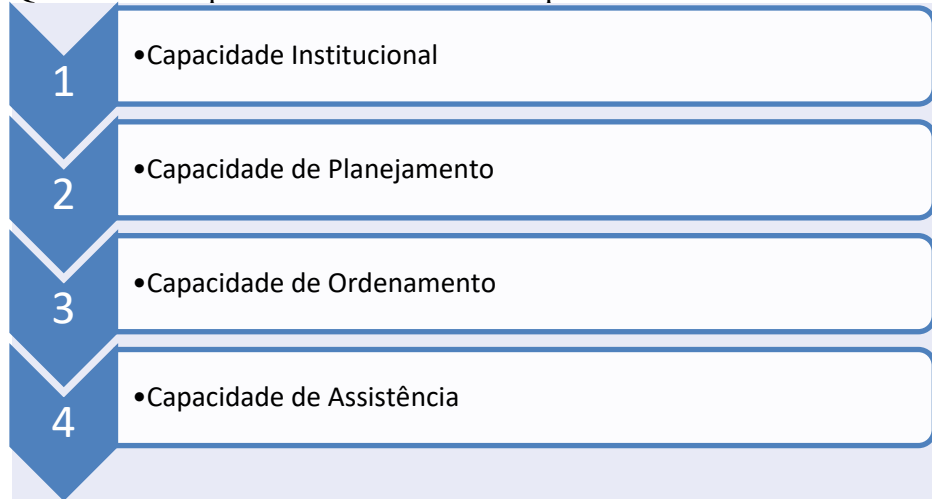 1
•Capacidade Institucional
2
•Capacidade de Planejamento
3
•Capacidade de Ordenamento
4
•Capacidade de Assistência